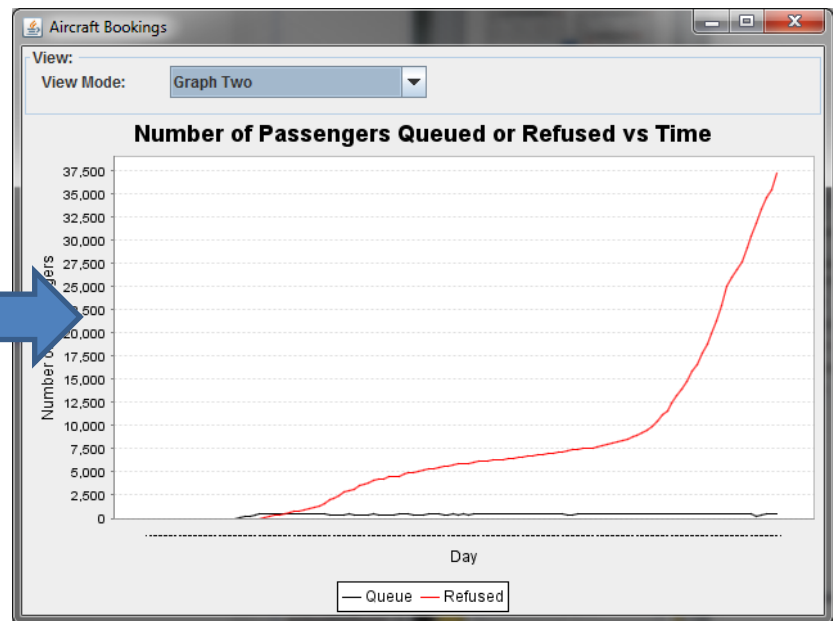 Aircraft Bookings
View:
View Mode: Graph Two
Number of Passengers Queued or Refused vs Time
37,500
35,000
32,500
30,000
27,500
25,000
20,000
17,500
15,000
12,500
10,000
7,500
5,000
2,500
0
Day
Queue Refused